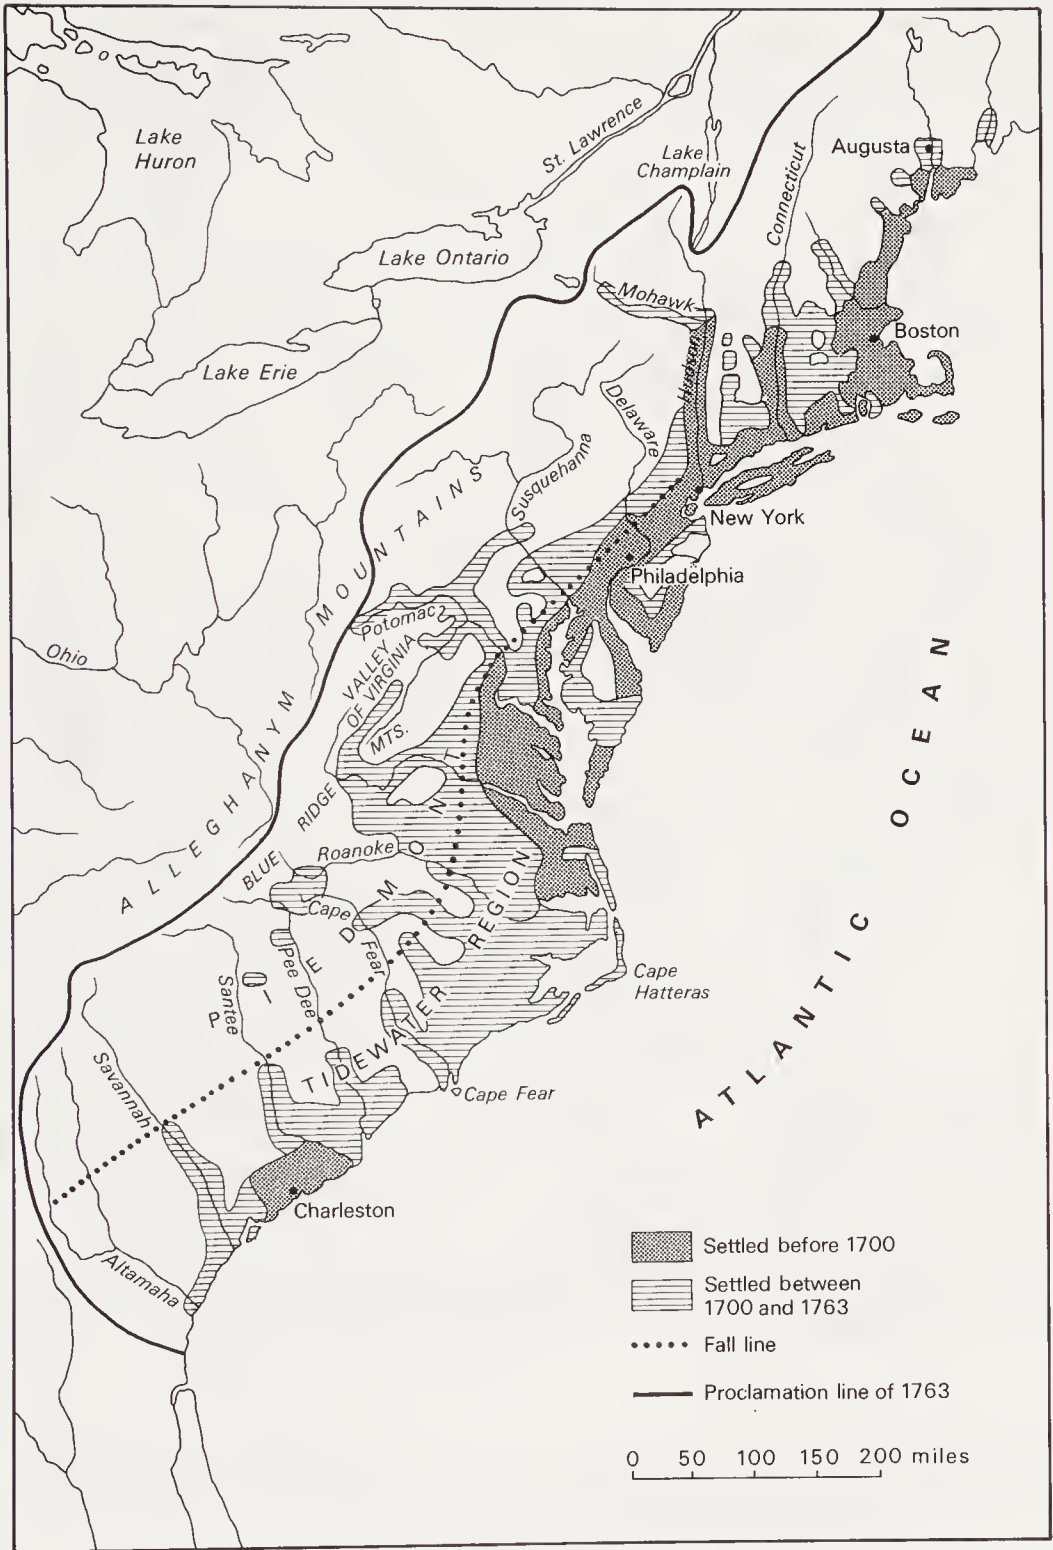 Lake
Huron
St. Lawrence
Lake
Champlain
Connecticut
Augusta
Lake Ontario
Mohawk
Boston
Lake Erie
Hudson
Delaware
Susquehanna
New York
Philadelphia
ALLEGHANY MOUNTAINS
Potomac
Ohio
VALLEY
OF VIRGINIA
BLUE RIDGE MTS.
PIEDMONT
Roanoke
TIDEWATER REGION
Cape Fear
Pee Dee
Santee
Cape
Hatteras
Savannah
Cape Fear
ATLANTIC OCEAN
Charleston
Altamaha
Settled before 1700
Settled between
1700 and 1763
Fall line
Proclamation line of 1763
0 50 100 150 200 miles